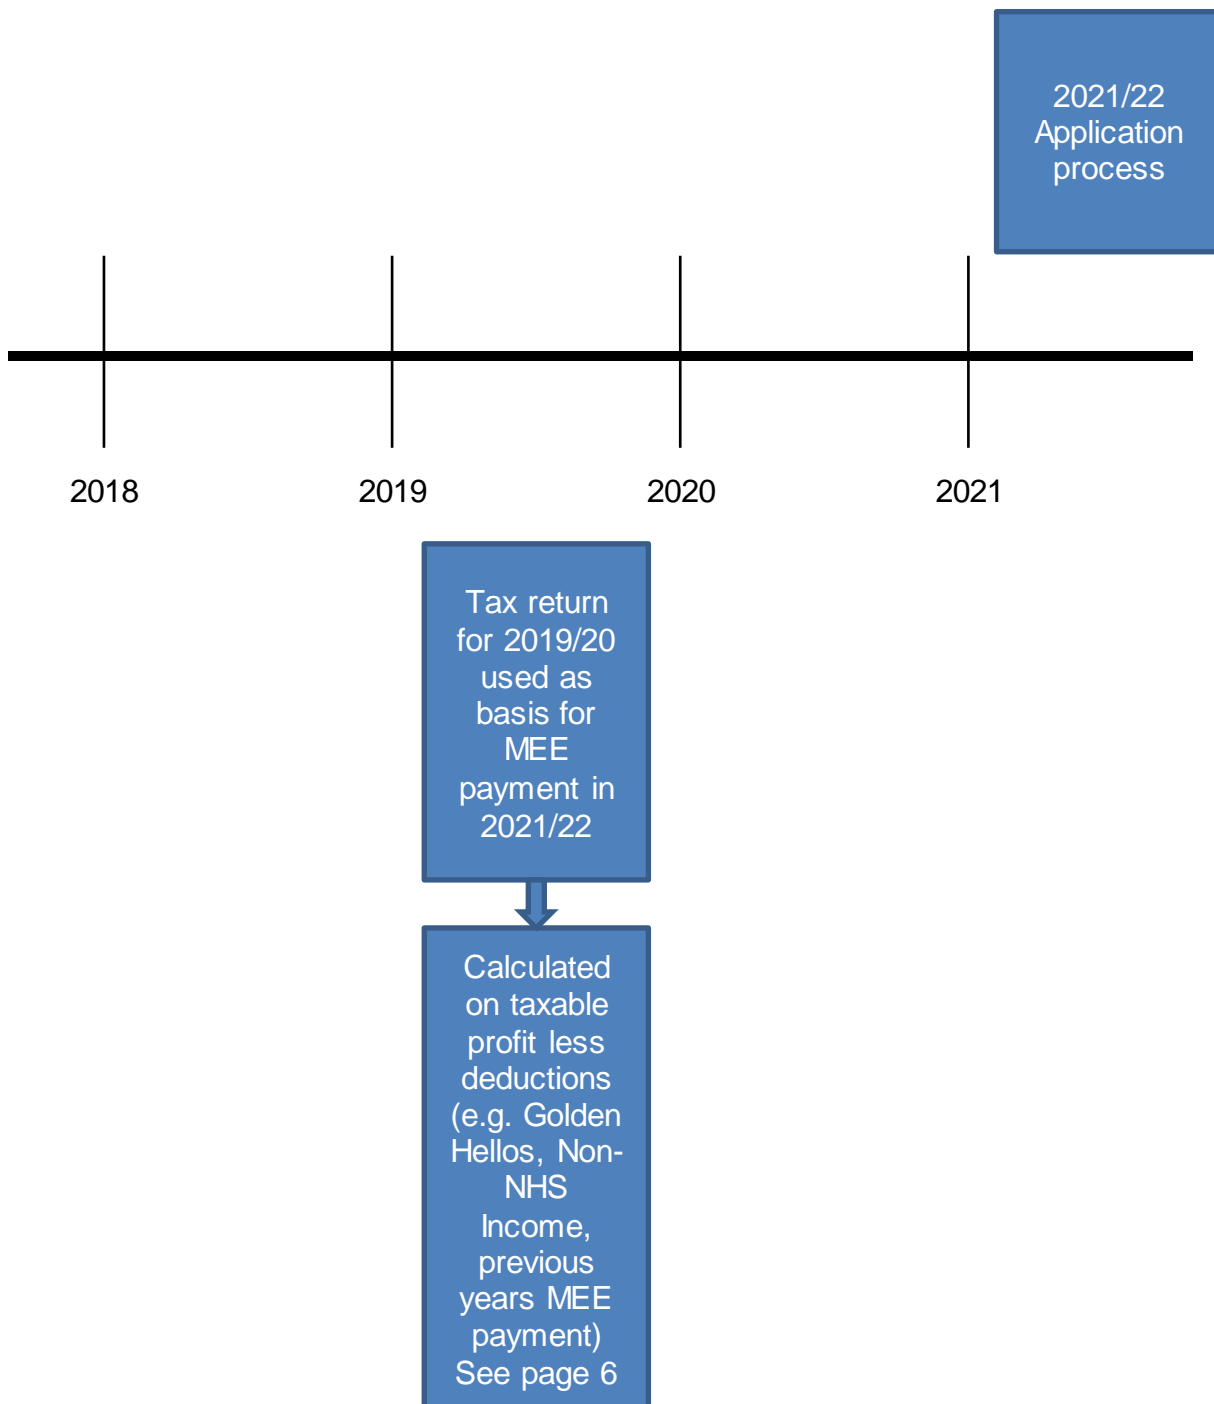 2021/22
Application
process
2018
2019
2020
2021
Tax return
for 2019/20
used as
basis for
MEE
payment in
2021/22
Calculated
on taxable
profit less
deductions
(e.g. Golden
Hellos, Non-
NHS
Income,
previous
years MEE
payment)
See page 6